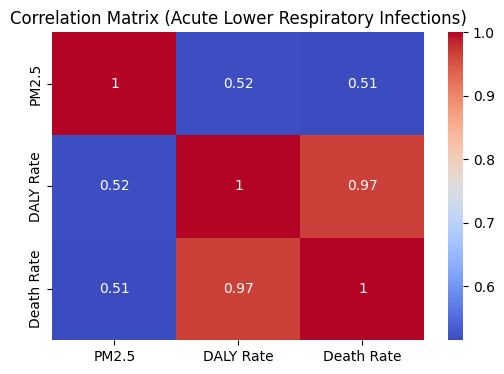 Correlation Matrix (Acute Lower Respiratory Infections)
PM2.5
1
0.52
0.51
DALY Rate
0.52
1
0.97
Death Rate
0.51
0.97
1
PM2.5
DALY Rate
Death Rate
1.0
0.9
0.8
0.7
0.6